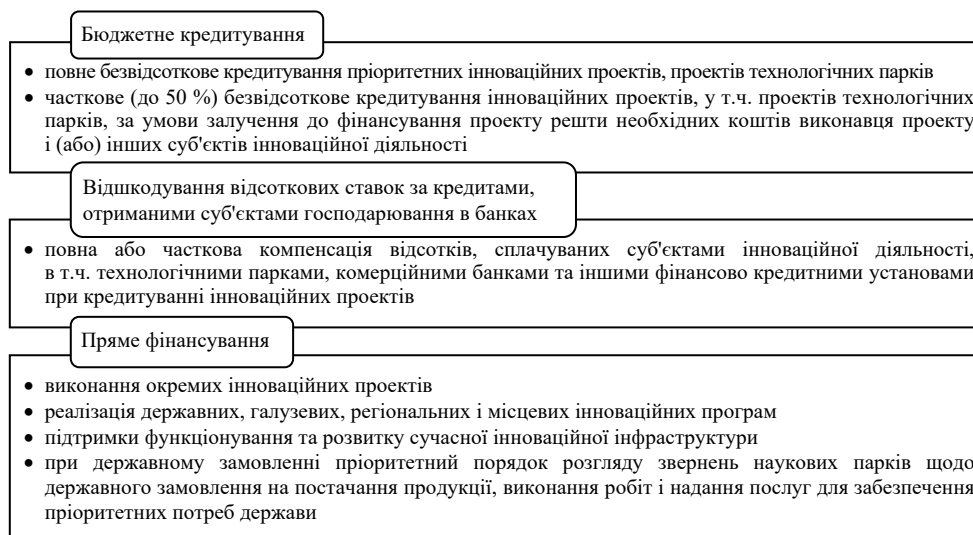 Бюджетне кредитування
• повне безвідсоткове кредитування пріоритетних інноваційних проектів, проектів технологічних парків
• часткове (до 50 %) безвідсоткове кредитування інноваційних проектів, у т.ч. проектів технологічних
парків, за умови залучення до фінансування проекту решти необхідних коштів виконавця проекту
і (або) інших суб'єктів інноваційної діяльності
Відшкодування відсоткових ставок за кредитами,
отриманими суб'єктами господарювання в банках
• повна або часткова компенсація відсотків, сплачуваних суб'єктами інноваційної діяльності,
в т.ч. технологічними парками, комерційними банками та іншими фінансово кредитними установами
при кредитуванні інноваційних проектів
Пряме фінансування
• виконання окремих інноваційних проектів
• реалізація державних, галузевих, регіональних і місцевих інноваційних програм
• підтримки функціонування та розвитку сучасної інноваційної інфраструктури
• при державному замовленні пріоритетний порядок розгляду звернень наукових парків щодо
державного замовлення на постачання продукції, виконання робіт і надання послуг для забезпечення
пріоритетних потреб держави